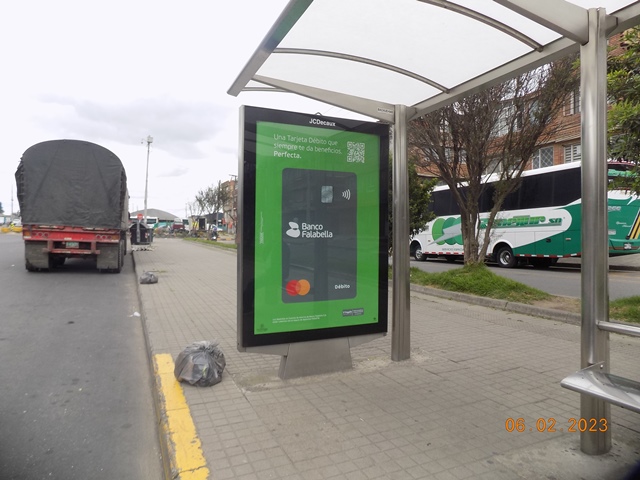 JCDecaux
Una Tarjeta Débito que
siempre te da beneficios.
Perfecta.
Banco
Falabella
Débito
06.02.2023